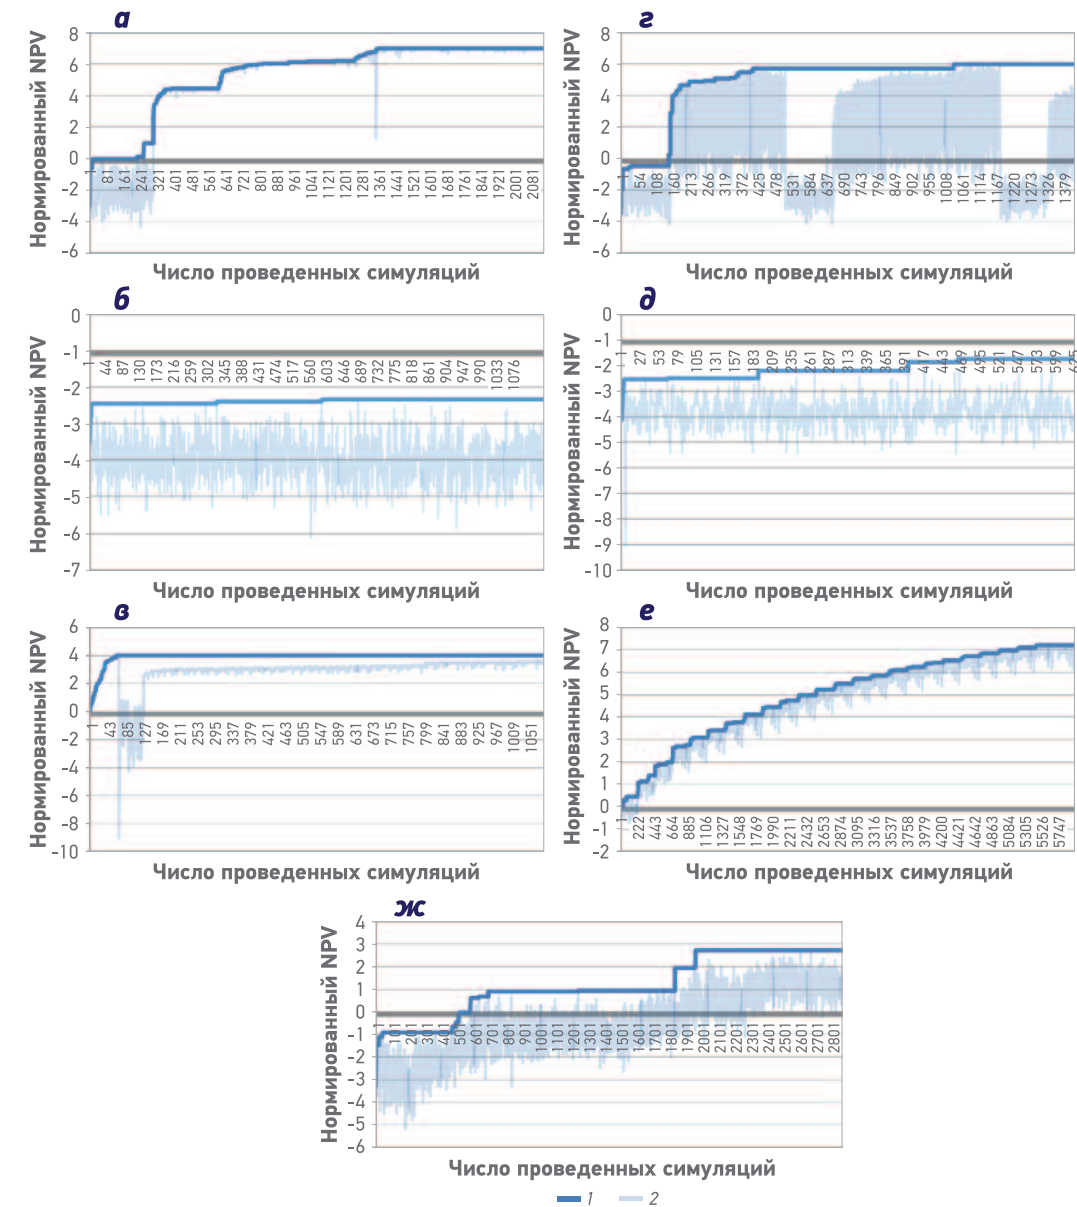 а
Нормированный NPV
8
6
4
2
0
-2
-4
-6
1 81 161 241 321 401 481 561 641 721 801 881 961 1041 1121 1201 1281 1361 1441 1521 1601 1681 1761 1841 1921 2001 2081
Число проведенных симуляций
г
Нормированный NPV
8
6
4
2
0
-2
-4
-6
1 54 108 160 213 266 319 372 425 478 531 584 637 690 743 796 849 902 955 1008 1061 1114 1167 1220 1273 1326 1379
Число проведенных симуляций
б
Нормированный NPV
0
-1
-2
-3
-4
-5
-6
-7
1 44 87 130 173 216 259 302 345 388 431 474 517 560 603 646 689 732 775 818 861 904 947 990 1033 1076
Число проведенных симуляций
д
Нормированный NPV
0
-1
-2
-3
-4
-5
-6
-7
-8
-9
-10
1 27 53 79 105 131 157 183 209 235 261 287 313 339 365 391 417 443 469 495 521 547 573 599 625
Число проведенных симуляций
в
Нормированный NPV
6
4
2
0
-2
-4
-6
-8
-10
1 43 85 127 169 211 253 295 337 379 421 463 505 547 589 631 673 715 757 799 841 883 925 967 1009 1051
Число проведенных симуляций
е
Нормированный NPV
8
7
6
5
4
3
2
1
0
-1
-2
1 222 443 664 885 1106 1327 1548 1769 1990 2211 2432 2653 2874 3095 3316 3537 3758 3979 4200 4421 4642 4863 5084 5305 5526 5747
Число проведенных симуляций
ж
Нормированный NPV
4
3
2
1
0
-1
-2
-3
-4
-5
-6
1 101 201 301 401 501 601 701 801 901 1001 1101 1201 1301 1401 1501 1601 1701 1801 1901 2001 2101 2201 2301 2401 2501 2601 2701 2801
Число проведенных симуляций
1 2